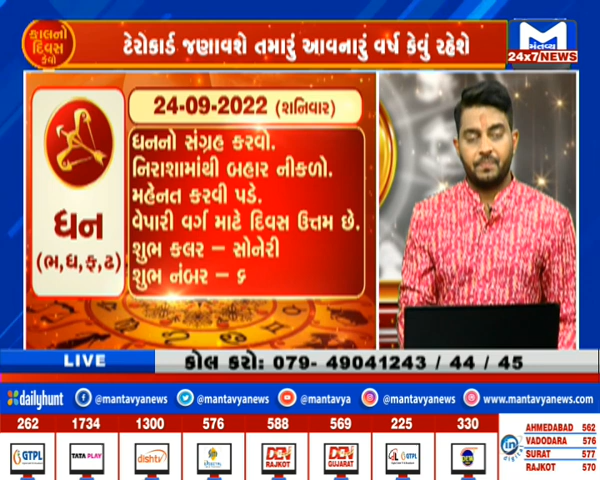 કાલનો
દિવસ
કેવો
ટેરોકાર્ડ જણાવશે તમારું આવનારું વર્ષ કેવું રહેશે
મંતવ્ય
24x7NEWS
24-09-2022 (શનિવાર)
ધનનો સંગ્રહ કરવો.
નિરાશામાંથી બહાર નીકળો.
મહેનત કરવી પડે.
વેપારી વર્ગ માટે દિવસ ઉત્તમ છે.
શુભ કલર – સોનેરી
શુભ નંબર – ૬
ધન
(ભ,ધ,ફ,ઢ)
LIVE
કોલ કરો: 079- 49041243 / 44 / 45
dailyhunt
@mantavyanews
@mantavyanews
@mantavya
@mantavyanews
www.mantavyanews.com
262 1734 1300 576 588 569 225 330
GTPL
TATA PLAY
dishtv
DEN RAJKOT
DEN GUJARAT
GTPL
in digital
AHMEDABAD 562
VADODARA 576
SURAT 577
RAJKOT 570